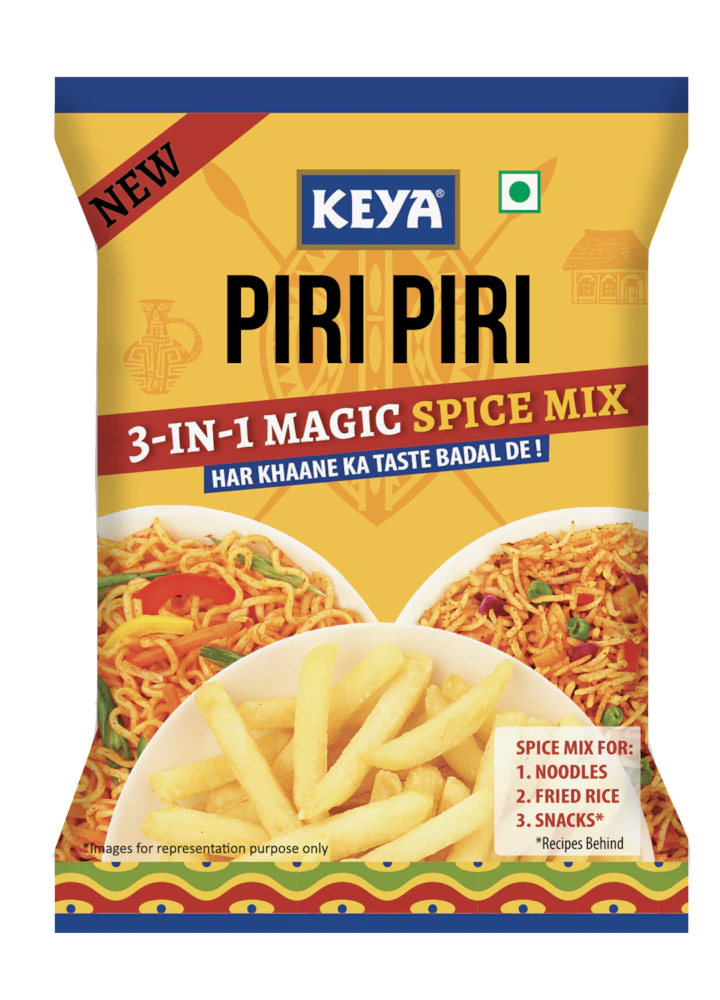 NEW
KEYA®
PIRI PIRI
3-IN-1 MAGIC SPICE MIX
HAR KHAANE KA TASTE BADAL DE !
SPICE MIX FOR:
1. NOODLES
2. FRIED RICE
3. SNACKS*
*Recipes Behind
*Images for representation purpose only